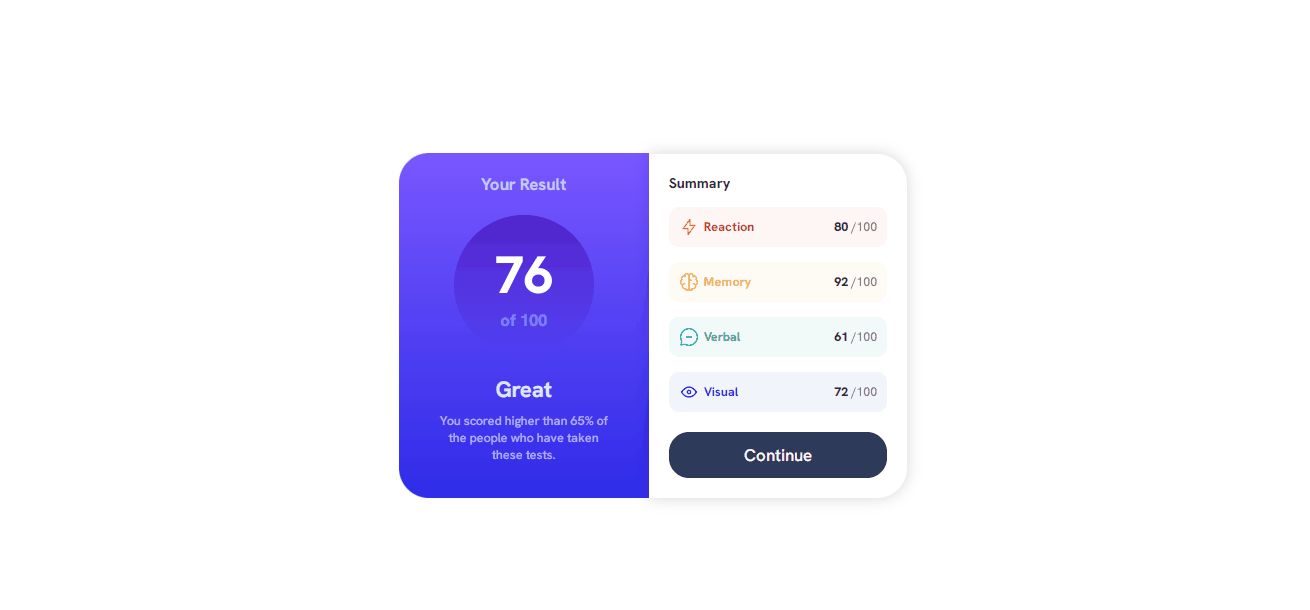 Your Result
76
of 100
Great
You scored higher than 65% of
the people who have taken
these tests.
Summary
Reaction 80 /100
Memory 92 /100
Verbal 61 /100
Visual 72 /100
Continue